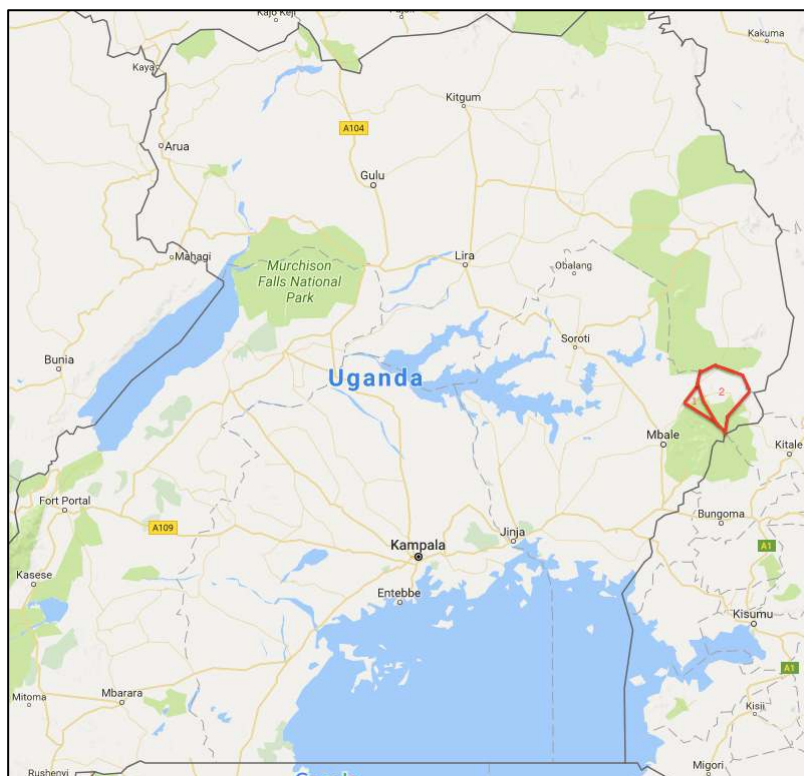 Kajo Keji
Kakuma
Kaya
Kitgum
A104
Arua
Gulu
Mahagi
Murchison
Falls National
Park
Lira
Obalang
Soroti
Bunia
Uganda
2
1
Mbale
Kitale
Fort Portal
Bungoma
A109
Jinja
Kampala
A1
Kasese
Entebbe
Kisumu
A1
Mitoma
Mbarara
Kisii
Migori